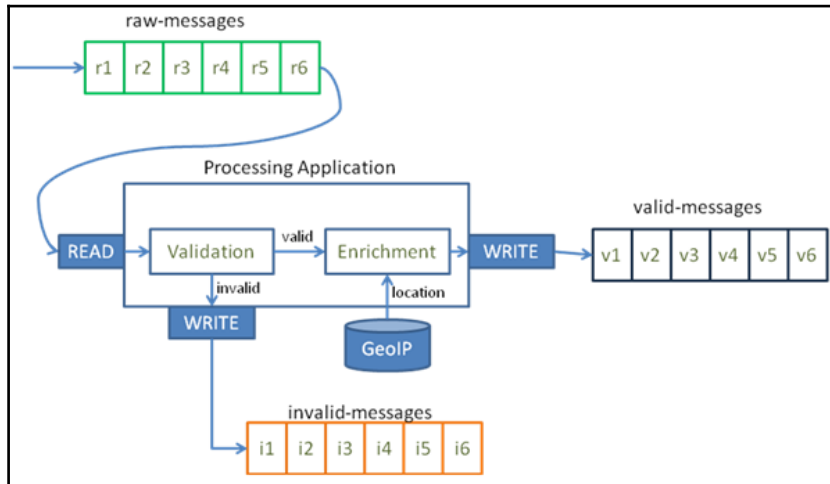 raw-messages
r1 r2 r3 r4 r5 r6
Processing Application
valid-messages
READ
Validation
valid
Enrichment
WRITE
v1 v2 v3 v4 v5 v6
invalid
location
WRITE
GeoIP
invalid-messages
i1 i2 i3 i4 i5 i6